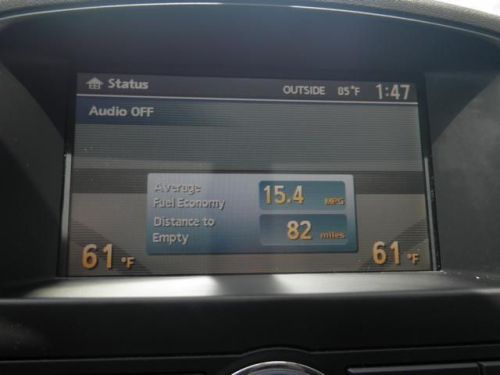 Status
OUTSIDE 85°F 1:47
Audio OFF
Average
Fuel Economy
15.4 MPG
Distance to
Empty
82 miles
61°F
61°F